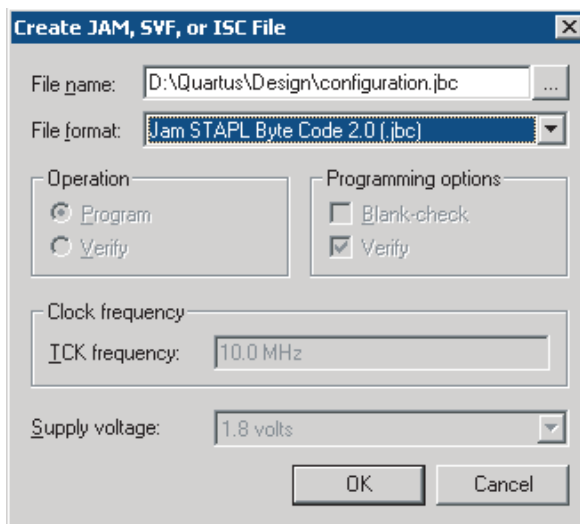 Create JAM, SVF, or ISC File
File name: D:\Quartus\Design\configuration.jbc ...
File format: Jam STAPL Byte Code 2.0 (.jbc)
Operation Programming options
Program Blank-check
Verify Verify
Clock frequency
TCK frequency: 10.0 MHz
Supply voltage: 1.8 volts
OK Cancel